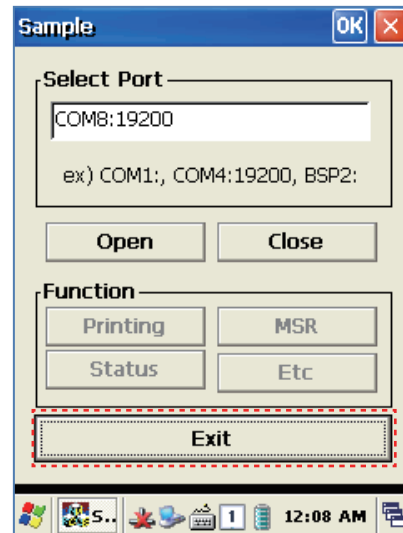 Sample OK
Select Port
COM8:19200
ex) COM1:, COM4:19200, BSP2:
Open Close
Function
Printing MSR
Status Etc
Exit
S.. 1 12:08 AM